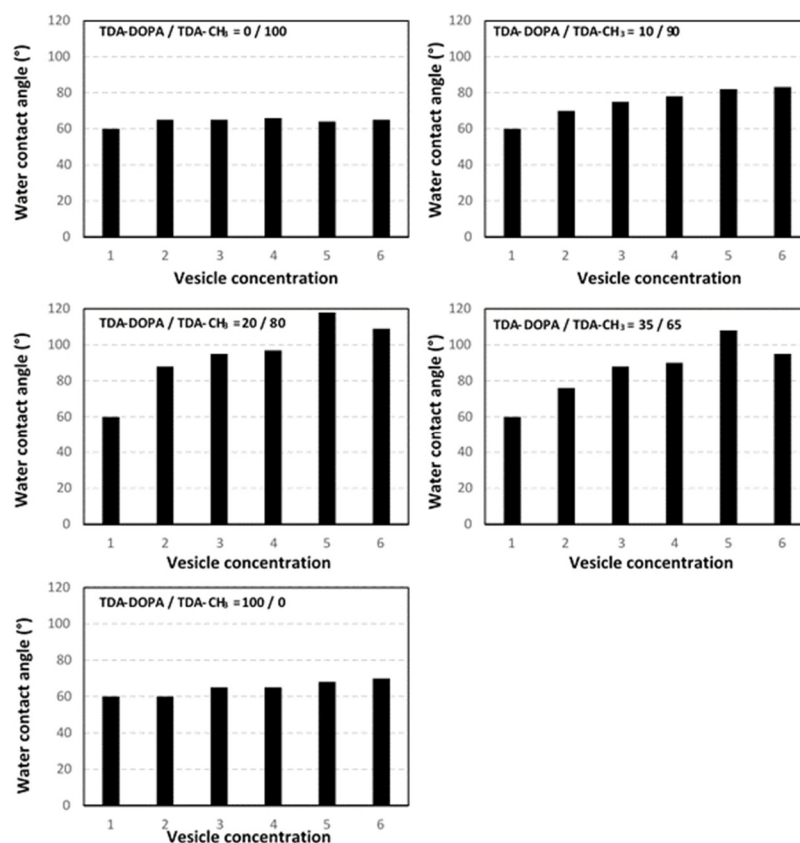 TDA-DOPA / TDA-CH₃ = 0 / 100
Water contact angle (°)
120
100
80
60
40
20
0
1 2 3 4 5 6
Vesicle concentration
TDA-DOPA / TDA-CH₃ = 10 / 90
Water contact angle (°)
120
100
80
60
40
20
0
1 2 3 4 5 6
Vesicle concentration
TDA-DOPA / TDA-CH₃ = 20 / 80
Water contact angle (°)
120
100
80
60
40
20
0
1 2 3 4 5 6
Vesicle concentration
TDA-DOPA / TDA-CH₃ = 35 / 65
Water contact angle (°)
120
100
80
60
40
20
0
1 2 3 4 5 6
Vesicle concentration
TDA-DOPA / TDA-CH₃ = 100 / 0
Water contact angle (°)
120
100
80
60
40
20
0
1 2 3 4 5 6
Vesicle concentration